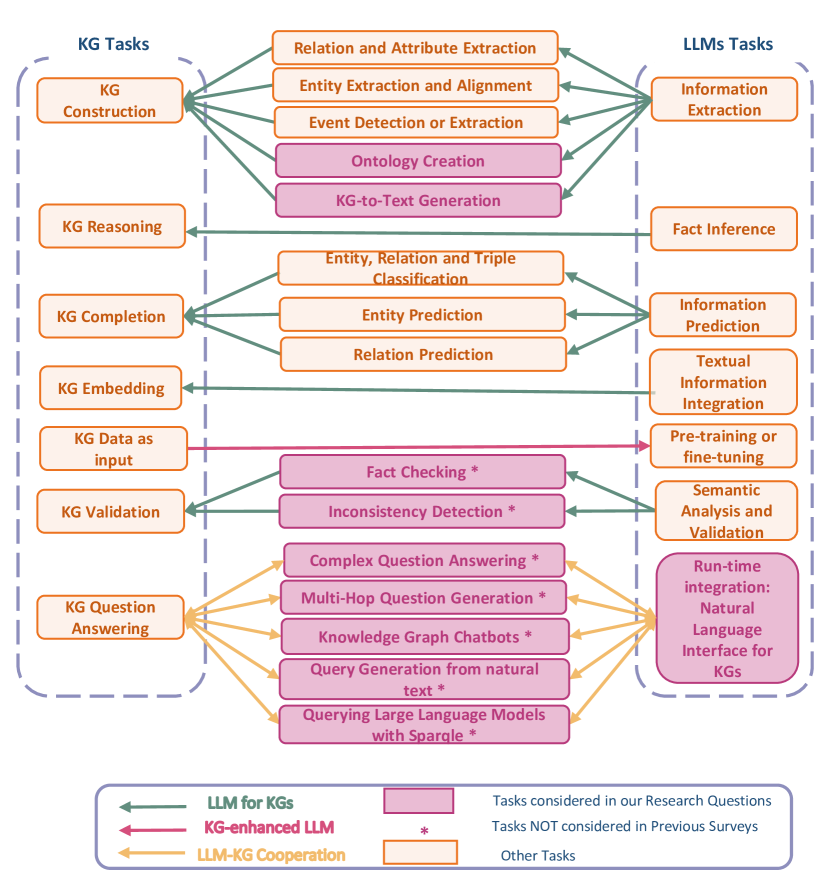 KG Tasks
LLMs Tasks
Relation and Attribute Extraction
Entity Extraction and Alignment
Event Detection or Extraction
Ontology Creation
KG-to-Text Generation
KG
Construction
Information
Extraction
KG Reasoning
Fact Inference
Entity, Relation and Triple
Classification
Entity Prediction
Relation Prediction
KG Completion
Information
Prediction
KG Embedding
Textual
Information
Integration
KG Data as
input
Pre-training or
fine-tuning
Fact Checking *
Inconsistency Detection *
KG Validation
Semantic
Analysis and
Validation
Complex Question Answering *
Multi-Hop Question Generation *
Knowledge Graph Chatbots *
Query Generation from natural
text *
Querying Large Language Models
with Sparqle *
KG Question
Answering
Run-time
integration:
Natural
Language
Interface for
KGs
LLM for KGs
Tasks considered in our Research Questions
KG-enhanced LLM
* Tasks NOT considered in Previous Surveys
LLM-KG Cooperation
Other Tasks